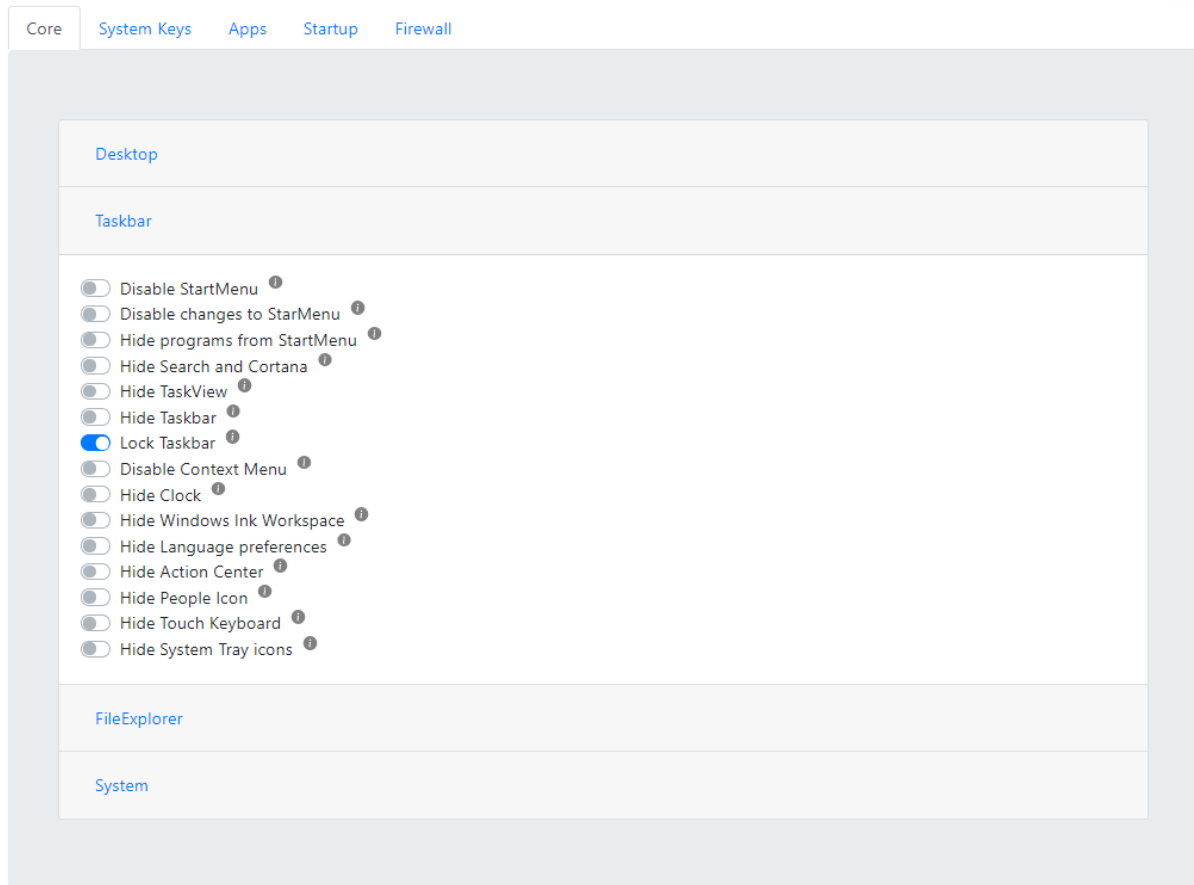 Core System Keys Apps Startup Firewall
Desktop
Taskbar
Disable StartMenu
Disable changes to StarMenu
Hide programs from StartMenu
Hide Search and Cortana
Hide TaskView
Hide Taskbar
Lock Taskbar
Disable Context Menu
Hide Clock
Hide Windows Ink Workspace
Hide Language preferences
Hide Action Center
Hide People Icon
Hide Touch Keyboard
Hide System Tray icons
FileExplorer
System